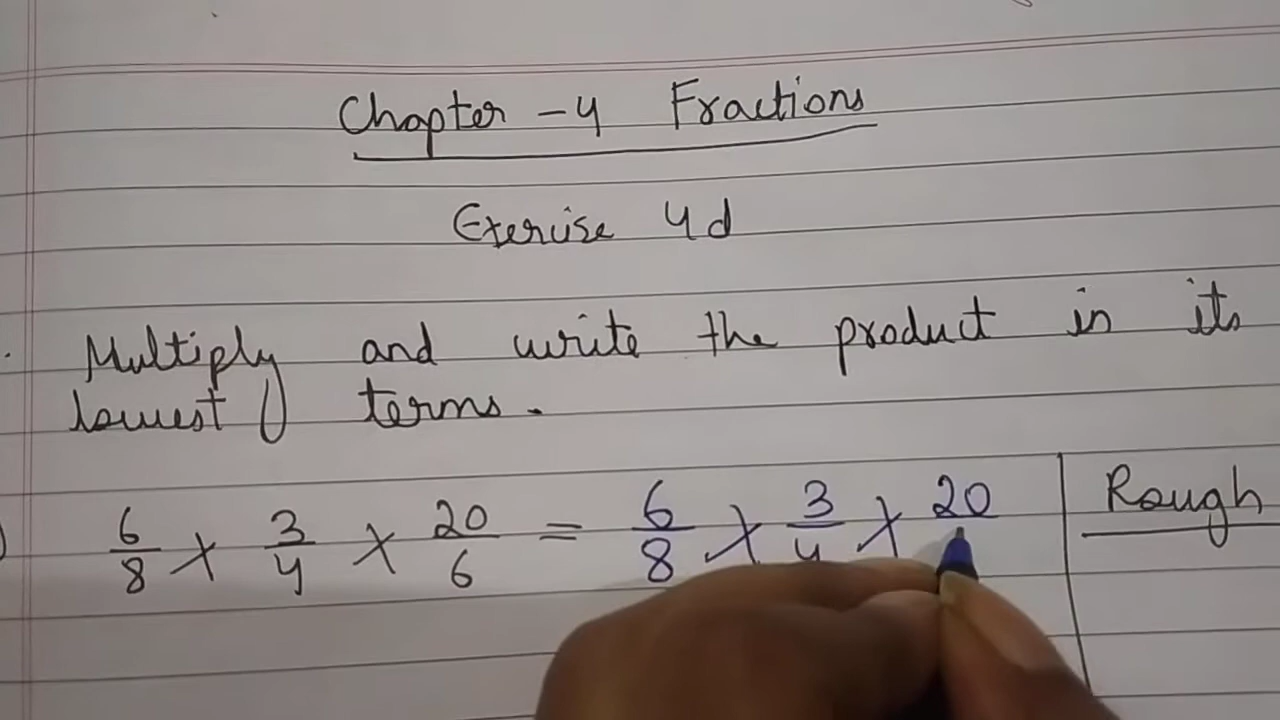 Chapter - 4 Fractions
Exercise 4d
Multiply and write the product in its
lowest terms.
6/8 × 3/4 × 20/6 = 6/8 × 3/4 × 20
Rough